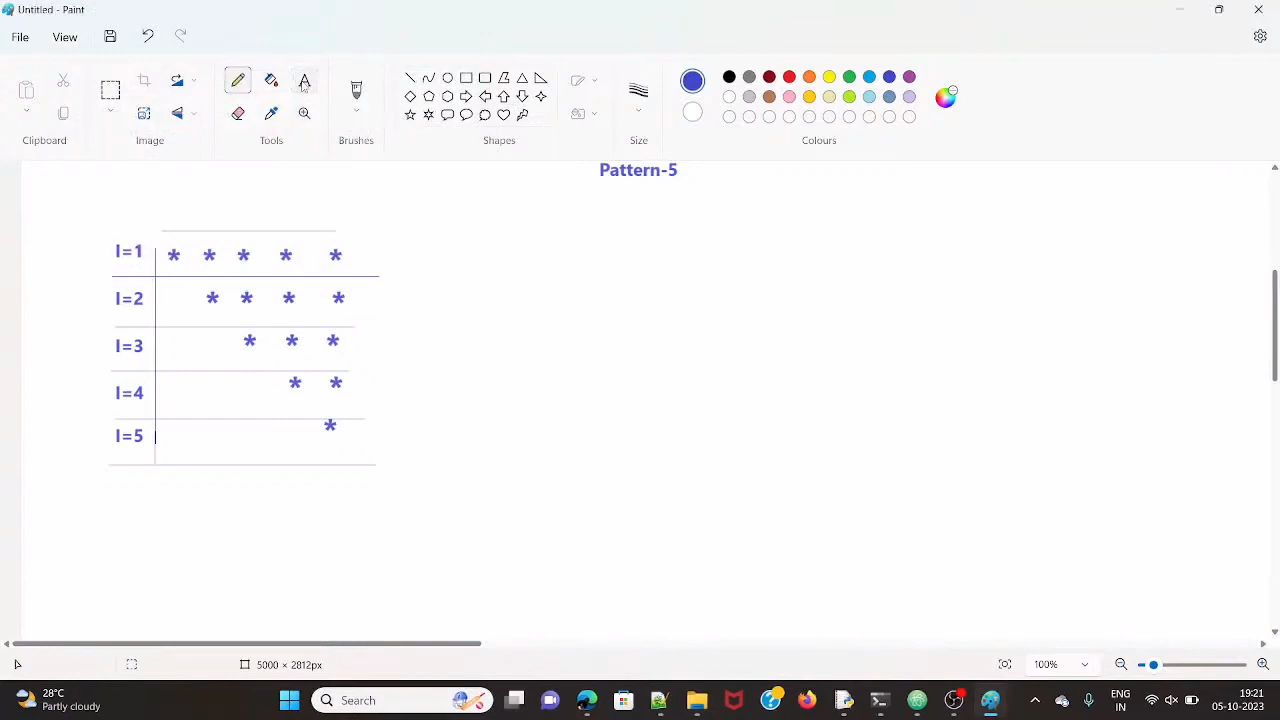 Untitled - Paint
File View
Clipboard Image Tools Brushes Shapes Size Colours
Pattern-5
I=1 * * * * *
I=2 * * * *
I=3 * * *
I=4 * *
I=5 *
5000 × 2812px 100%
28°C
Partly cloudy
Search
ENG
IN
19:21
05-10-2023